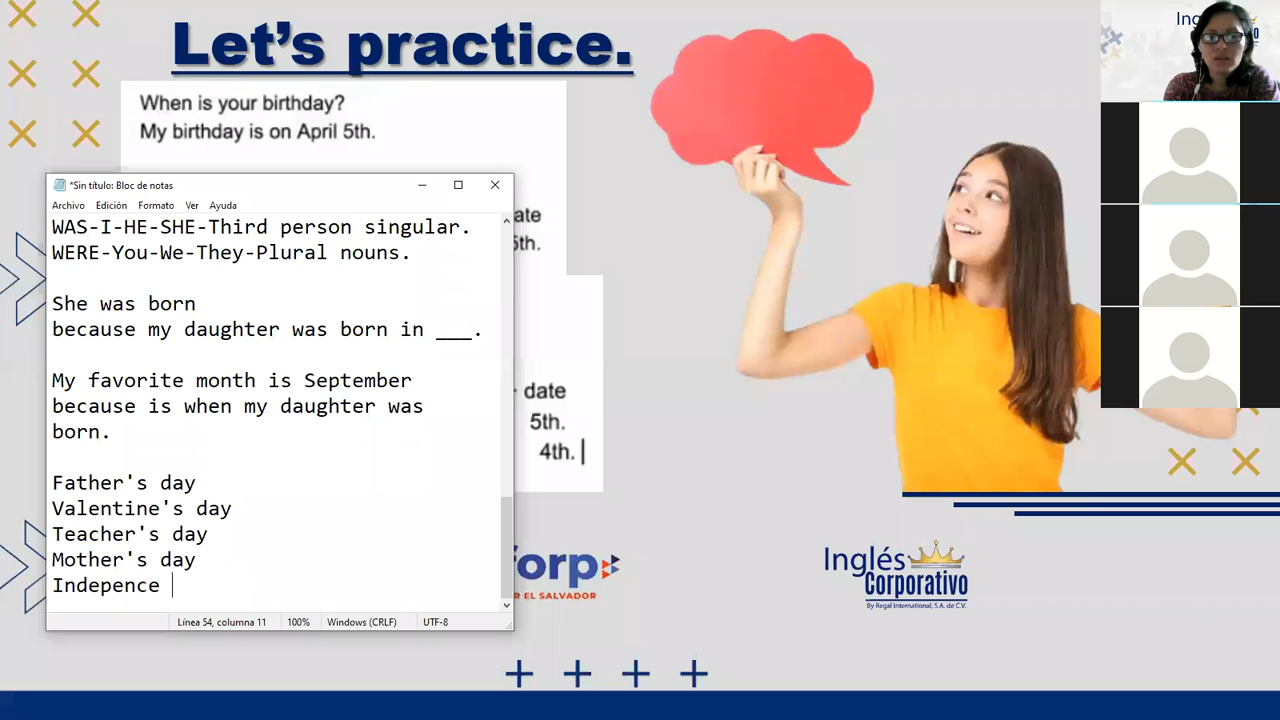 Let's practice.
When is your birthday?
My birthday is on April 5th.
*Sin título: Bloc de notas
Archivo Edición Formato Ver Ayuda
WAS-I-HE-SHE-Third person singular.
WERE-You-We-They-Plural nouns.
She was born
because my daughter was born in ___.
My favorite month is September
because is when my daughter was
born.
Father's day
Valentine's day
Teacher's day
Mother's day
Indepence
Línea 54, columna 11 100% Windows (CRLF) UTF-8
5th.
- date
5th.
4th.
Inglés
Corporativo
By Regal International, S.A. de C.V.
EL SALVADOR